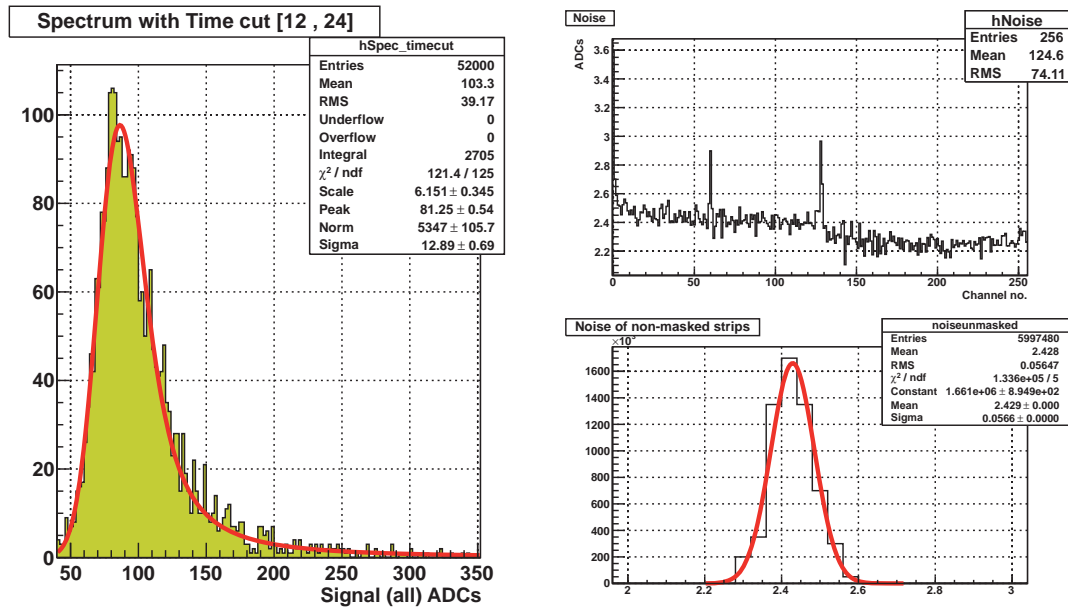 Spectrum with Time cut [12 , 24]
hSpec_timecut
Entries 52000
Mean 103.3
RMS 39.17
Underflow 0
Overflow 0
Integral 2705
χ² / ndf 121.4 / 125
Scale 6.151 ± 0.345
Peak 81.25 ± 0.54
Norm 5347 ± 105.7
Sigma 12.89 ± 0.69
100
80
60
40
20
0
50 100 150 200 250 300 350
Signal (all) ADCs
Noise
hNoise
Entries 256
Mean 124.6
RMS 74.11
ADCs
3.6
3.4
3.2
3
2.8
2.6
2.4
2.2
0 50 100 150 200 250
Channel no.
Noise of non-masked strips
noiseunmasked
Entries 5997480
Mean 2.428
RMS 0.05647
χ² / ndf 1.336e+05 / 5
Constant 1.661e+06 ± 8.949e+02
Mean 2.429 ± 0.000
Sigma 0.0566 ± 0.0000
×10³
1600
1400
1200
1000
800
600
400
200
0
2 2.2 2.4 2.6 2.8 3